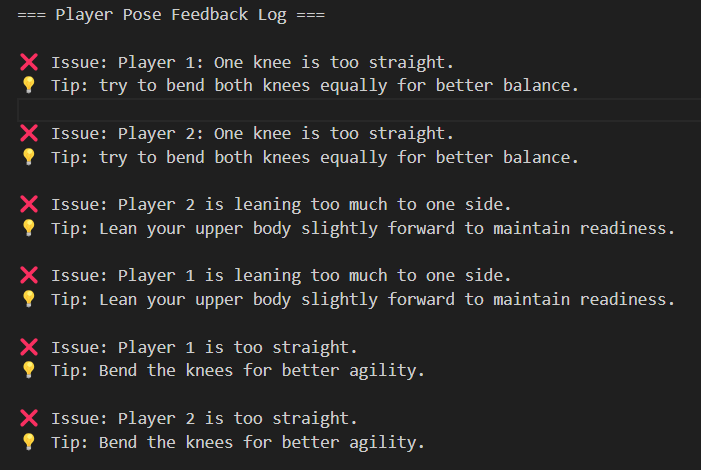 === Player Pose Feedback Log ===
❌ Issue: Player 1: One knee is too straight.
💡 Tip: try to bend both knees equally for better balance.
❌ Issue: Player 2: One knee is too straight.
💡 Tip: try to bend both knees equally for better balance.
❌ Issue: Player 2 is leaning too much to one side.
💡 Tip: Lean your upper body slightly forward to maintain readiness.
❌ Issue: Player 1 is leaning too much to one side.
💡 Tip: Lean your upper body slightly forward to maintain readiness.
❌ Issue: Player 1 is too straight.
💡 Tip: Bend the knees for better agility.
❌ Issue: Player 2 is too straight.
💡 Tip: Bend the knees for better agility.